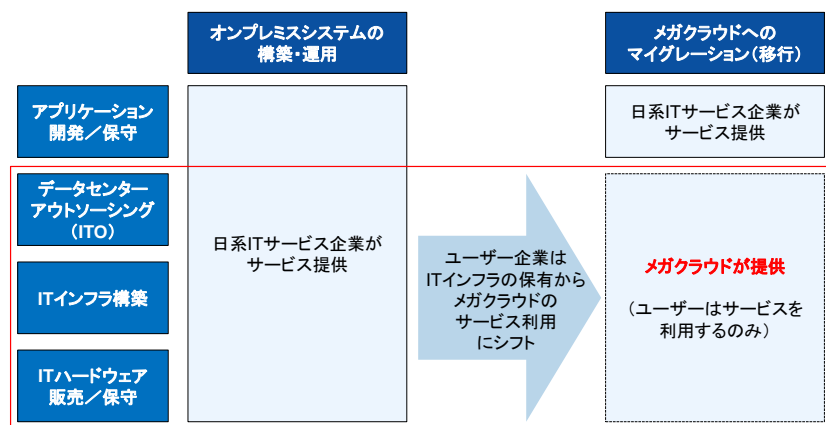 オンプレミスシステムの
構築・運用
メガクラウドへの
マイグレーション（移行）
アプリケーション
開発／保守
日系ITサービス企業が
サービス提供
データセンター
アウトソーシング
（ITO）
日系ITサービス企業が
サービス提供
ユーザー企業は
ITインフラの保有から
メガクラウドの
サービス利用
にシフト
メガクラウドが提供
（ユーザーはサービスを
利用するのみ）
ITインフラ構築
ITハードウェア
販売／保守